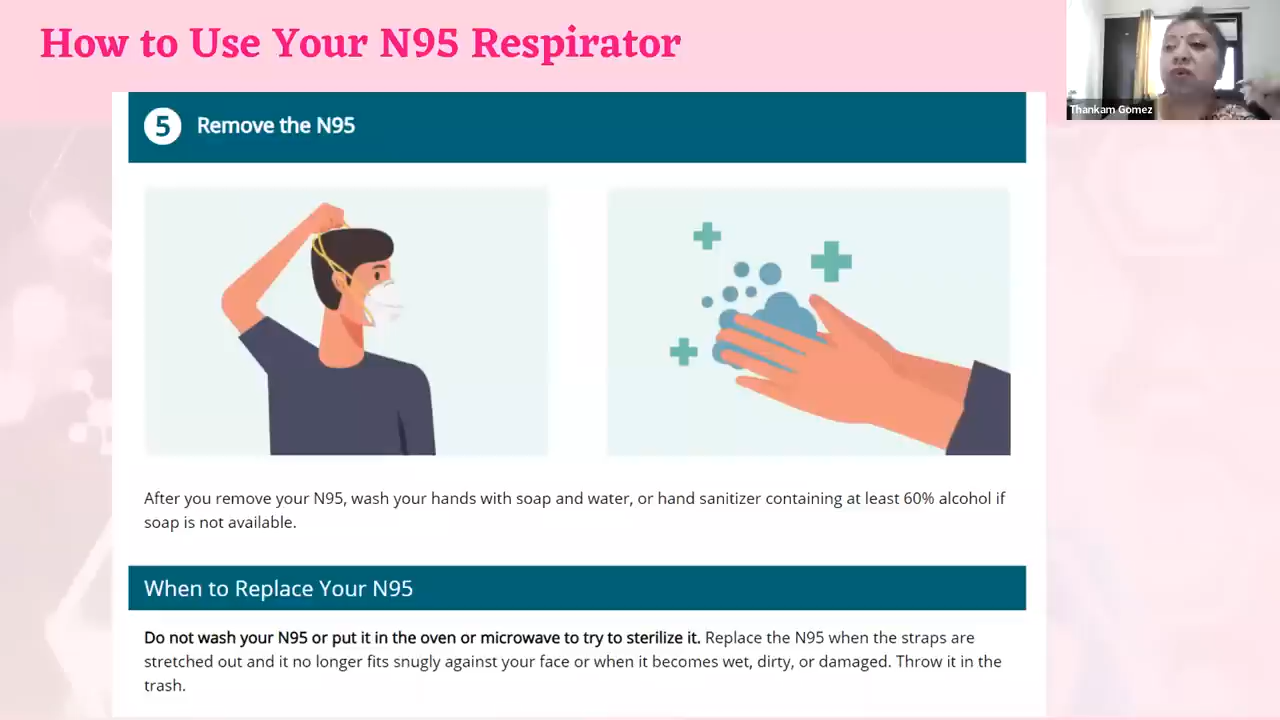 How to Use Your N95 Respirator
Thankam Gomez
5 Remove the N95
After you remove your N95, wash your hands with soap and water, or hand sanitizer containing at least 60% alcohol if
soap is not available.
When to Replace Your N95
Do not wash your N95 or put it in the oven or microwave to try to sterilize it. Replace the N95 when the straps are
stretched out and it no longer fits snugly against your face or when it becomes wet, dirty, or damaged. Throw it in the
trash.